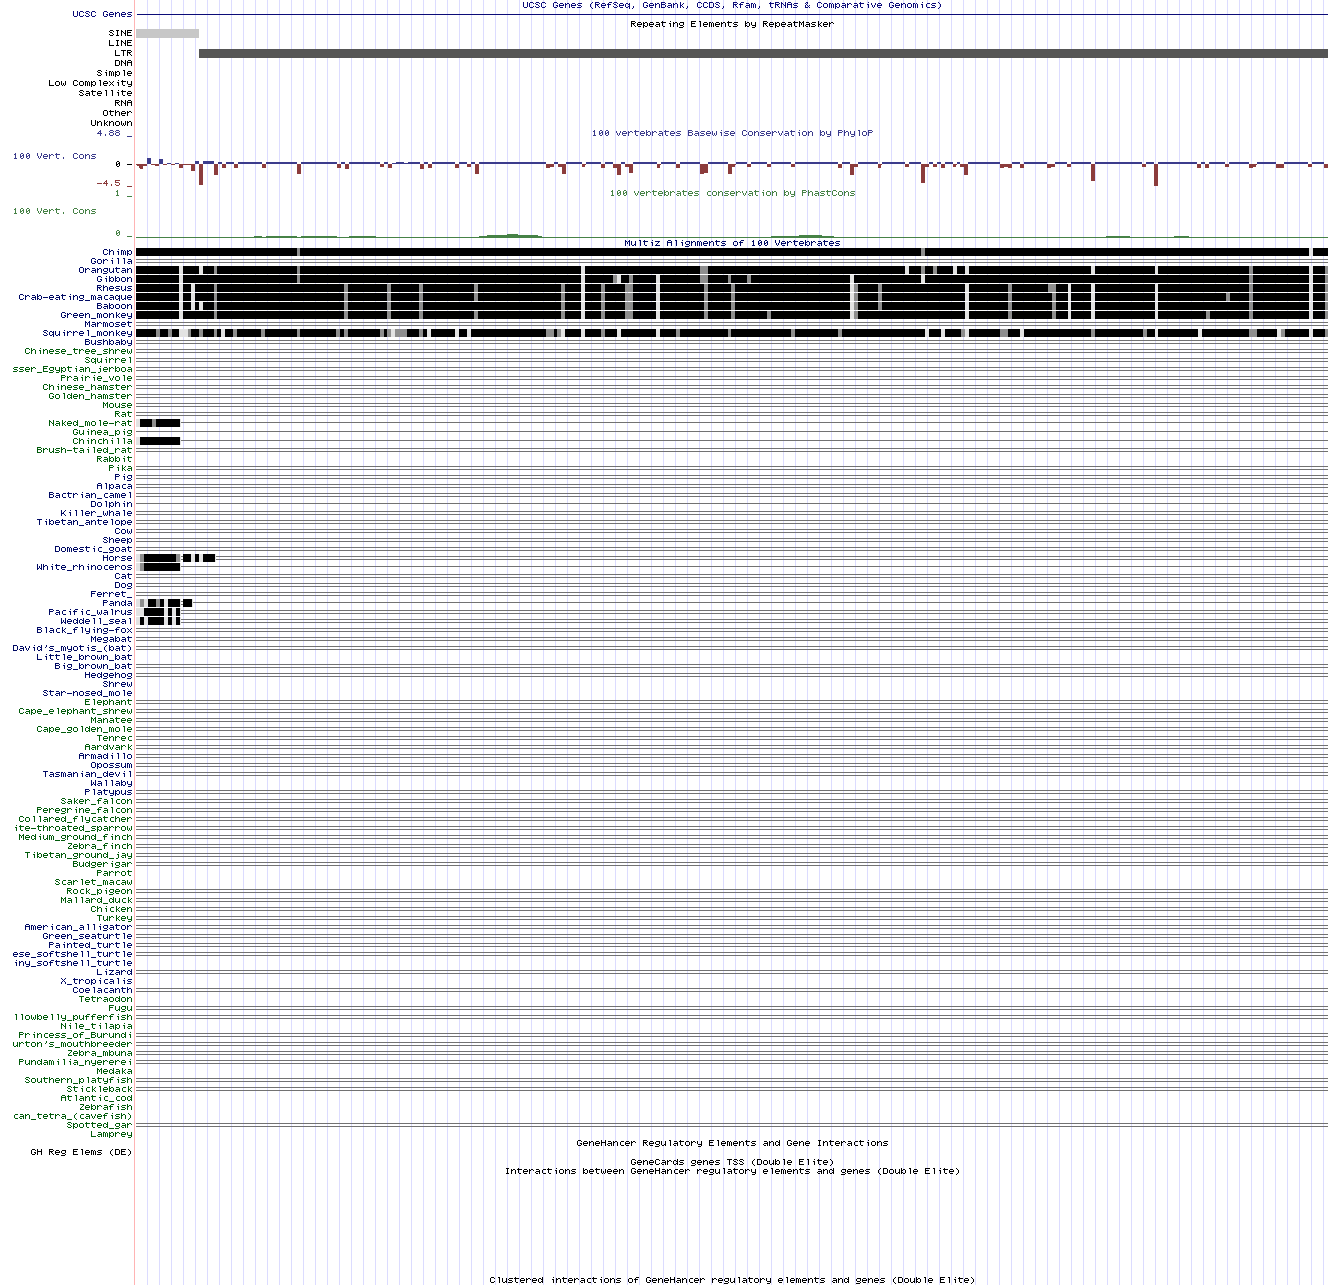 UCSC Genes (RefSeq, GenBank, CCDS, Rfam, tRNAs & Comparative Genomics)
UCSC Genes
Repeating Elements by RepeatMasker
SINE
LINE
LTR
DNA
Simple
Low Complexity
Satellite
RNA
Other
Unknown
4.88 _
100 vertebrates Basewise Conservation by PhyloP
100 Vert. Cons
0 _
-4.5 _
1 _
100 vertebrates conservation by PhastCons
100 Vert. Cons
0 _
Multiz Alignments of 100 Vertebrates
Chimp
Gorilla
Orangutan
Gibbon
Rhesus
Crab-eating_macaque
Baboon
Green_monkey
Marmoset
Squirrel_monkey
Bushbaby
Chinese_tree_shrew
Squirrel
sser_Egyptian_jerboa
Prairie_vole
Chinese_hamster
Golden_hamster
Mouse
Rat
Naked_mole-rat
Guinea_pig
Chinchilla
Brush-tailed_rat
Rabbit
Pika
Pig
Alpaca
Bactrian_camel
Dolphin
Killer_whale
Tibetan_antelope
Cow
Sheep
Domestic_goat
Horse
White_rhinoceros
Cat
Dog
Ferret_
Panda
Pacific_walrus
Weddell_seal
Black_flying-fox
Megabat
David's_myotis_(bat)
Little_brown_bat
Big_brown_bat
Hedgehog
Shrew
Star-nosed_mole
Elephant
Cape_elephant_shrew
Manatee
Cape_golden_mole
Tenrec
Aardvark
Armadillo
Opossum
Tasmanian_devil
Wallaby
Platypus
Saker_falcon
Peregrine_falcon
Collared_flycatcher
ite-throated_sparrow
Medium_ground_finch
Zebra_finch
Tibetan_ground_jay
Budgerigar
Parrot
Scarlet_macaw
Rock_pigeon
Mallard_duck
Chicken
Turkey
American_alligator
Green_seaturtle
Painted_turtle
ese_softshell_turtle
iny_softshell_turtle
Lizard
X_tropicalis
Coelacanth
Tetraodon
Fugu
llowbelly_pufferfish
Nile_tilapia
Princess_of_Burundi
urton's_mouthbreeder
Zebra_mbuna
Pundamilia_nyererei
Medaka
Southern_platyfish
Stickleback
Atlantic_cod
Zebrafish
can_tetra_(cavefish)
Spotted_gar
Lamprey
GeneHancer Regulatory Elements and Gene Interactions
GH Reg Elems (DE)
GeneCards genes TSS (Double Elite)
Interactions between GeneHancer regulatory elements and genes (Double Elite)
Clustered interactions of GeneHancer regulatory elements and genes (Double Elite)